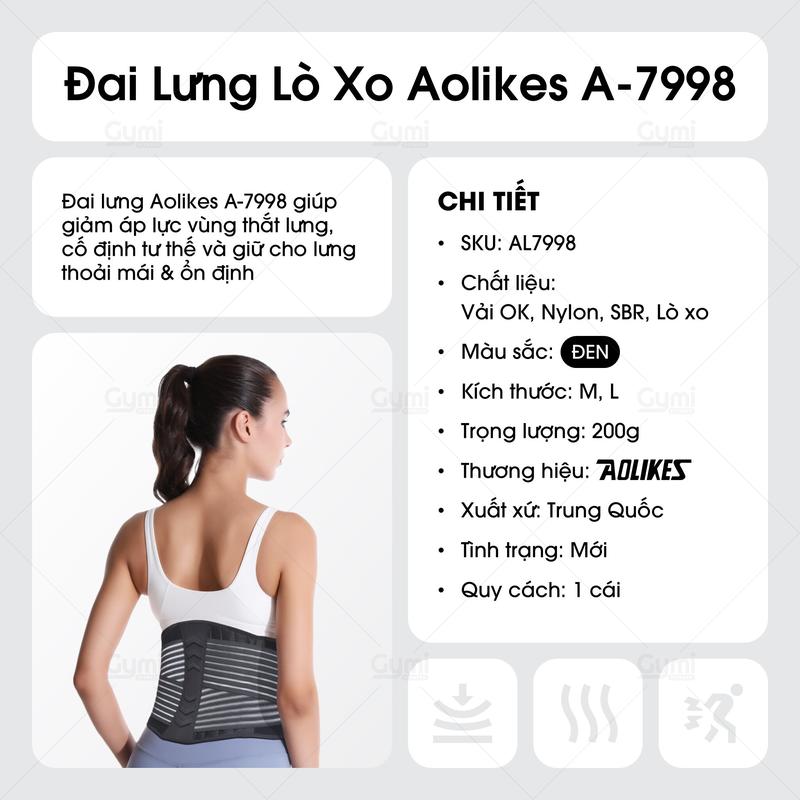 Đai Lưng Lò Xo Aolikes A-7998
Đai lưng Aolikes A-7998 giúp
giảm áp lực vùng thắt lưng,
cố định tư thế và giữ cho lưng
thoải mái & ổn định
CHI TIẾT
• SKU: AL7998
• Chất liệu:
Vải OK, Nylon, SBR, Lò xo
• Màu sắc: ĐEN
• Kích thước: M, L
• Trọng lượng: 200g
• Thương hiệu: AOLIKES
• Xuất xứ: Trung Quốc
• Tình trạng: Mới
• Quy cách: 1 cái
Gymi